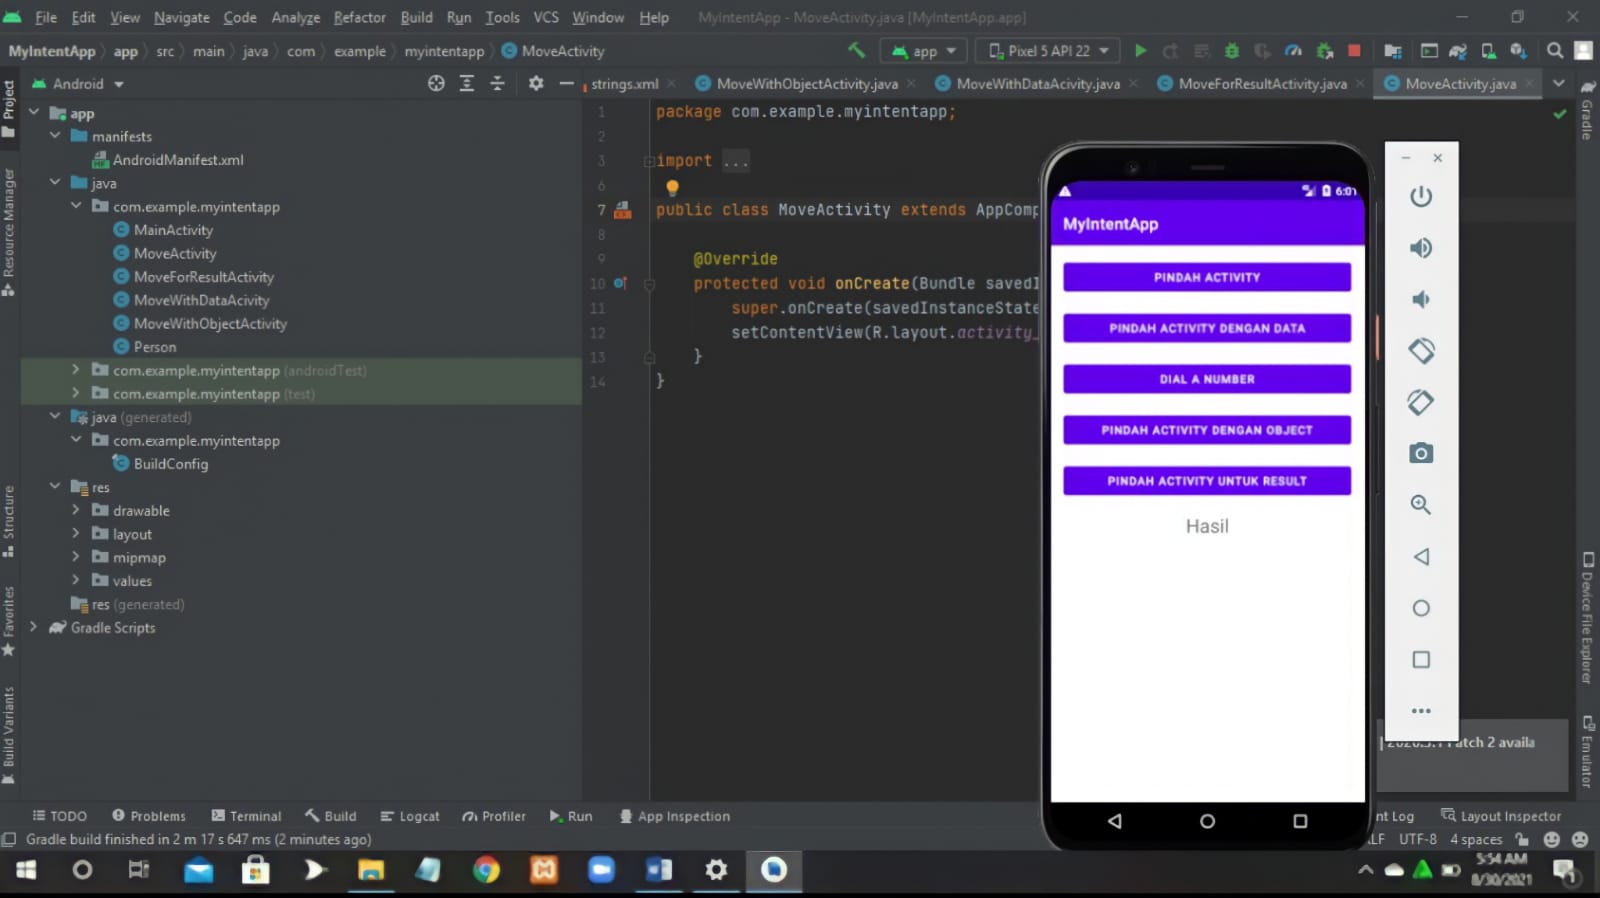 File Edit View Navigate Code Analyze Refactor Build Run Tools VCS Window Help MyIntentApp - MoveActivity.java [MyIntentApp.app]
MyIntentApp app src main java com example myintentapp MoveActivity app Pixel 5 API 22
Android strings.xml MoveWithObjectActivity.java MoveWithDataAcivity.java MoveForResultActivity.java MoveActivity.java
Project
Resource Manager
Structure
Favorites
Build Variants
app
manifests
AndroidManifest.xml
java
com.example.myintentapp
MainActivity
MoveActivity
MoveForResultActivity
MoveWithDataAcivity
MoveWithObjectActivity
Person
com.example.myintentapp (androidTest)
com.example.myintentapp (test)
java (generated)
com.example.myintentapp
BuildConfig
res
drawable
layout
mipmap
values
res (generated)
Gradle Scripts
1 package com.example.myintentapp;
2
3 import ...
6
7 public class MoveActivity extends AppComp
8
9 @Override
10 protected void onCreate(Bundle savedI
11 super.onCreate(savedInstanceState
12 setContentView(R.layout.activity_
13 }
14 }
6:01
MyIntentApp
PINDAH ACTIVITY
PINDAH ACTIVITY DENGAN DATA
DIAL A NUMBER
PINDAH ACTIVITY DENGAN OBJECT
PINDAH ACTIVITY UNTUK RESULT
Hasil
Gradle
Device File Explorer
Emulator
Patch 2 availa
TODO Problems Terminal Build Logcat Profiler Run App Inspection nt Log Layout Inspector
Gradle build finished in 2 m 17 s 647 ms (2 minutes ago) LF UTF-8 4 spaces
5:54 AM
8/30/2021
1